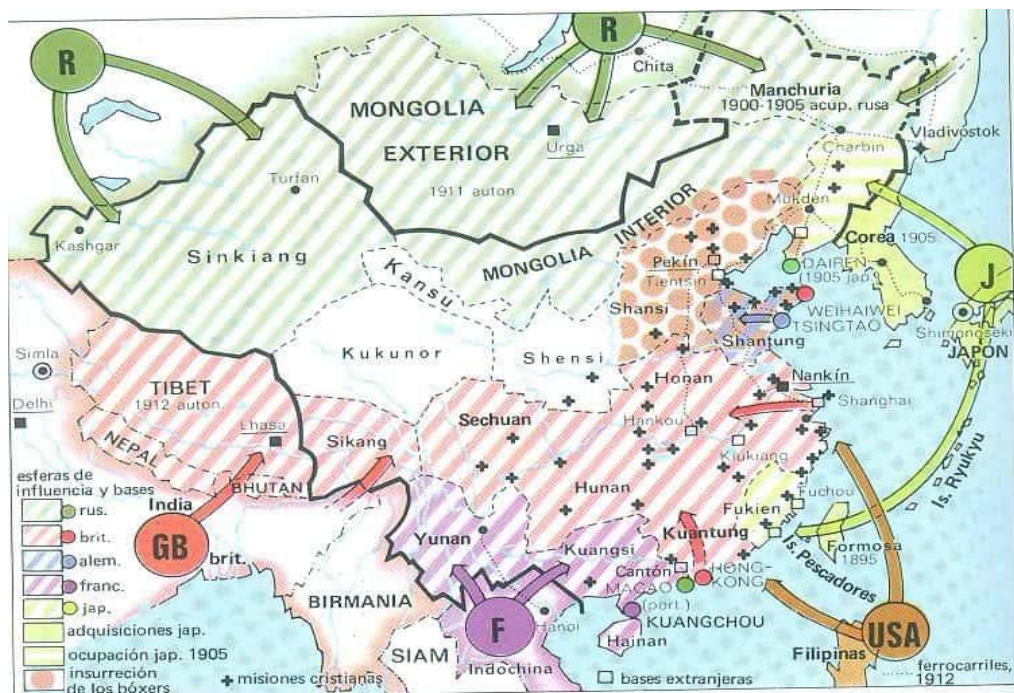 R
R
Chita
MONGOLIA
Manchuria
1900-1905 acup. rusa
EXTERIOR
Urga
Vladivostok
Charbin
Turfan
1911 auton.
Mukden
Kashgar
Sinkiang
MONGOLIA INTERIOR
Corea 1905
Pekín
DAIREN
(1905 jap.)
J
Kansu
Tientsin
Shansi
WEIHAIWEI
TSINGTAO
Shimonoseki
Shantung
JAPON
Kukunor
Shensi
Simla
Honan
Nankín
TIBET
1912 auton.
Shanghai
Delhi
Sechuan
Hankou
Lhasa
Sikang
Kiukiang
NEPAL
Is. Ryukyu
esferas de
influencia y bases
BHUTAN
Hunan
Fuchou
rus.
India
Fukien
brit.
GB
brit.
Yunan
Kuangsi
Kuantung
Formosa
1895
alem.
Is. Pescadores
franc.
Cantón
HONG-
KONG
MACAO
(port.)
jap.
BIRMANIA
F
Hanoi
KUANGCHOU
USA
adquisiciones jap.
Hainan
ocupación jap. 1905
SIAM
Indochina
Filipinas
insurrección
de los bóxers
misiones cristianas
bases extranjeras
ferrocarriles,
1912